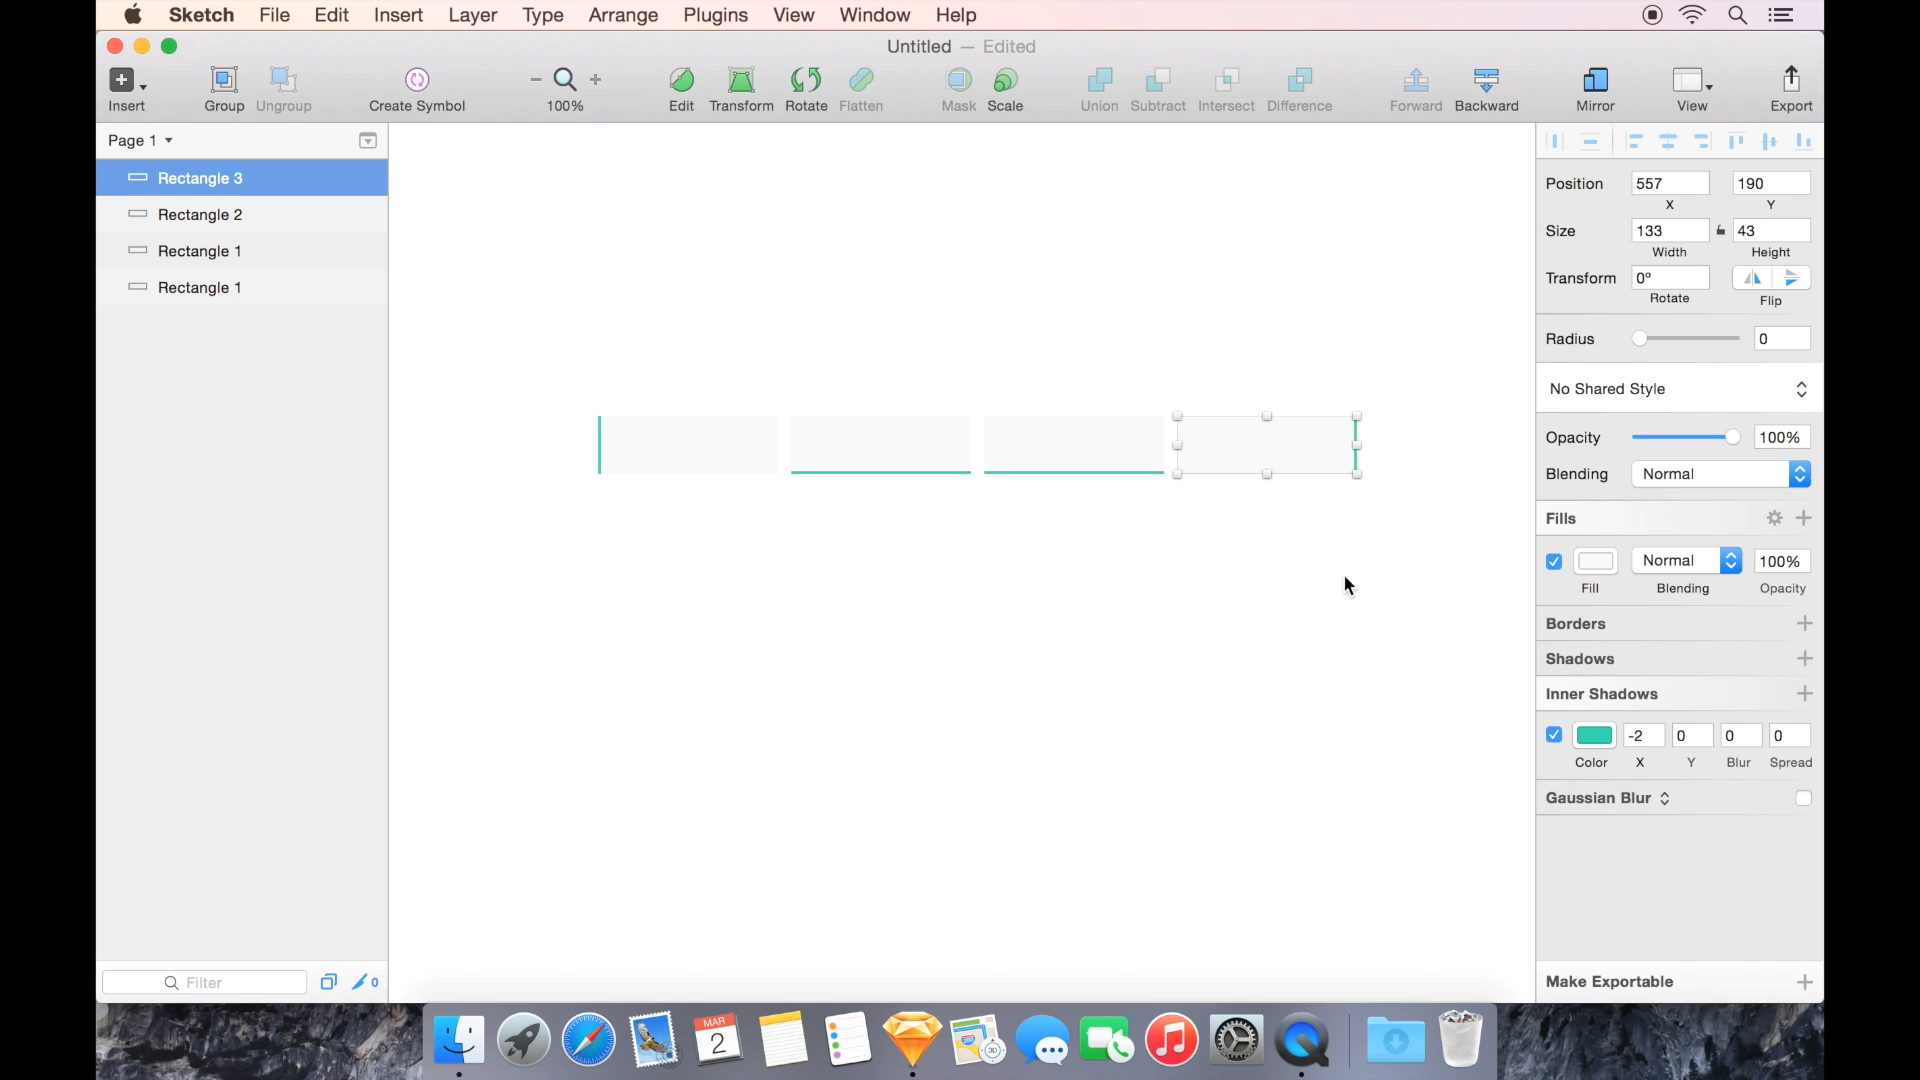 Sketch File Edit Insert Layer Type Arrange Plugins View Window Help
Untitled — Edited
Insert Group Ungroup Create Symbol 100% Edit Transform Rotate Flatten Mask Scale Union Subtract Intersect Difference Forward Backward Mirror View Export
Page 1
Rectangle 3
Rectangle 2
Rectangle 1
Rectangle 1
Filter
0
Position 557 190
X Y
Size 133 43
Width Height
Transform 0º
Rotate Flip
Radius 0
No Shared Style
Opacity 100%
Blending Normal
Fills
Normal 100%
Fill Blending Opacity
Borders
Shadows
Inner Shadows
-2 0 0 0
Color X Y Blur Spread
Gaussian Blur
Make Exportable
MAR
2
3D